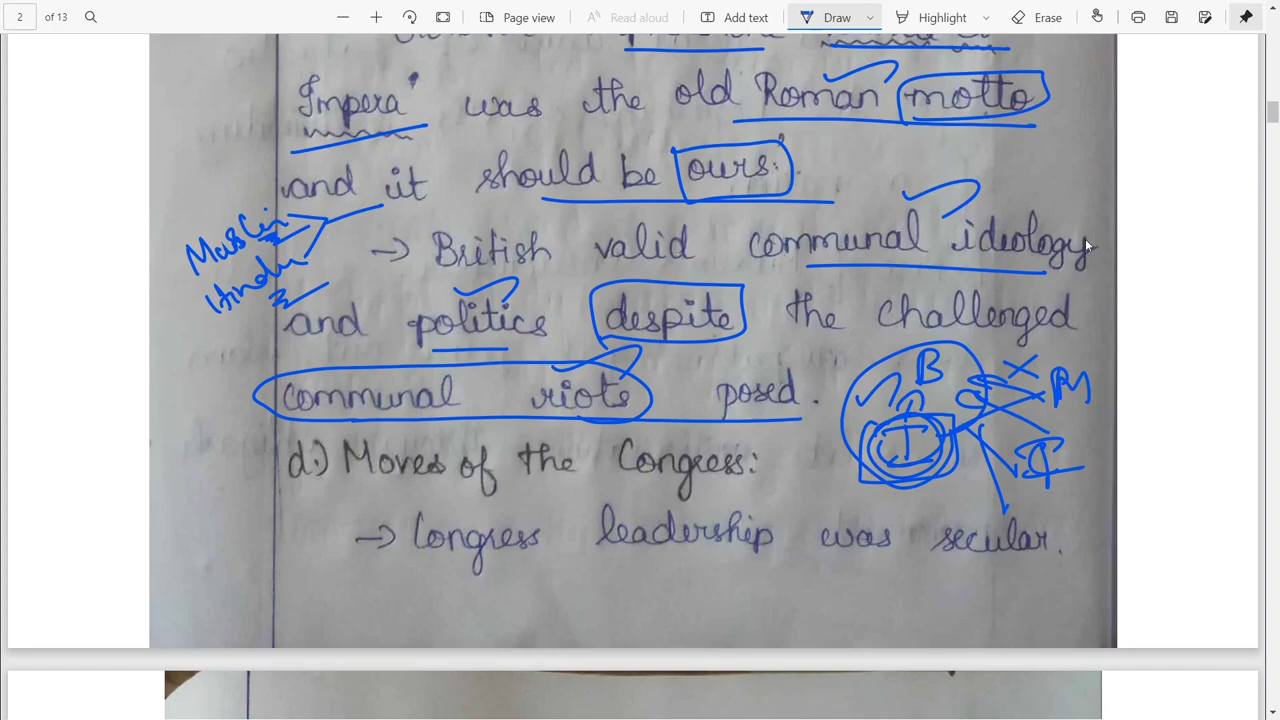 2 of 13 Page view Read aloud Add text Draw Highlight Erase
Impera' was the old Roman motto
and it should be ours.'
Muslim
Hindu
→ British valid communal ideology
and politics despite the challenged
communal riots posed.
B
X
M
I
d.) Moves of the Congress:
→ Congress leadership was secular.